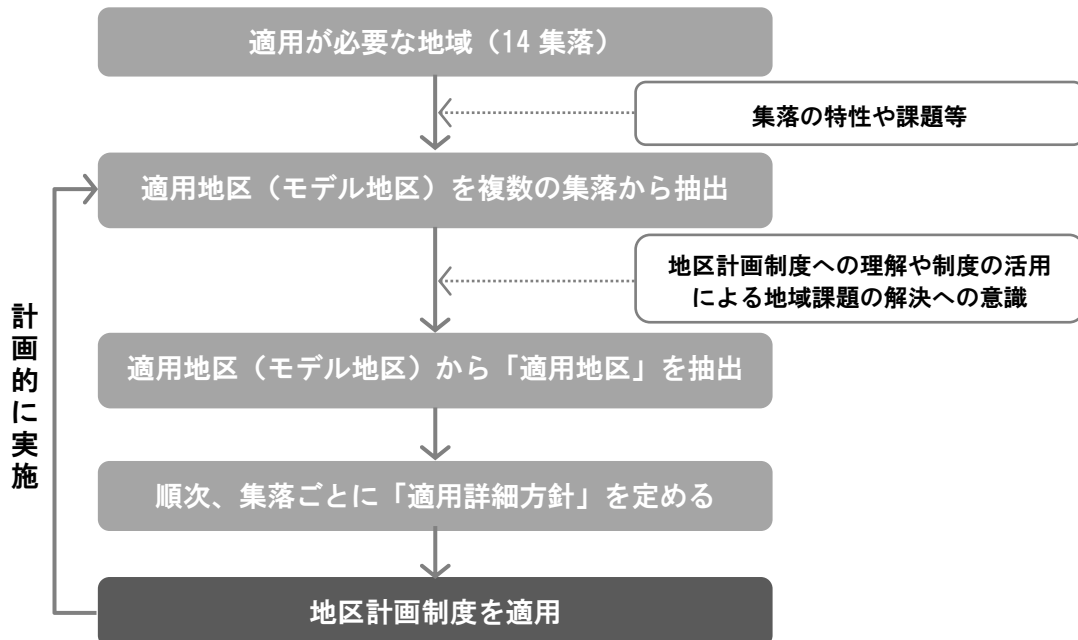 適用が必要な地域（14 集落）
集落の特性や課題等
適用地区（モデル地区）を複数の集落から抽出
地区計画制度への理解や制度の活用
による地域課題の解決への意識
適用地区（モデル地区）から「適用地区」を抽出
計画的に実施
順次、集落ごとに「適用詳細方針」を定める
地区計画制度を適用